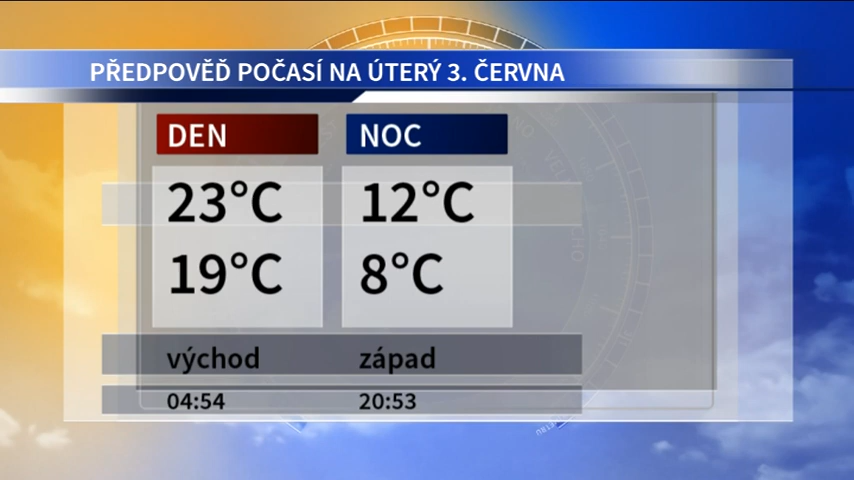 PŘEDPOVĚĎ POČASÍ NA ÚTERÝ 3. ČERVNA
DEN NOC
23°C 12°C
19°C 8°C
východ západ
04:54 20:53